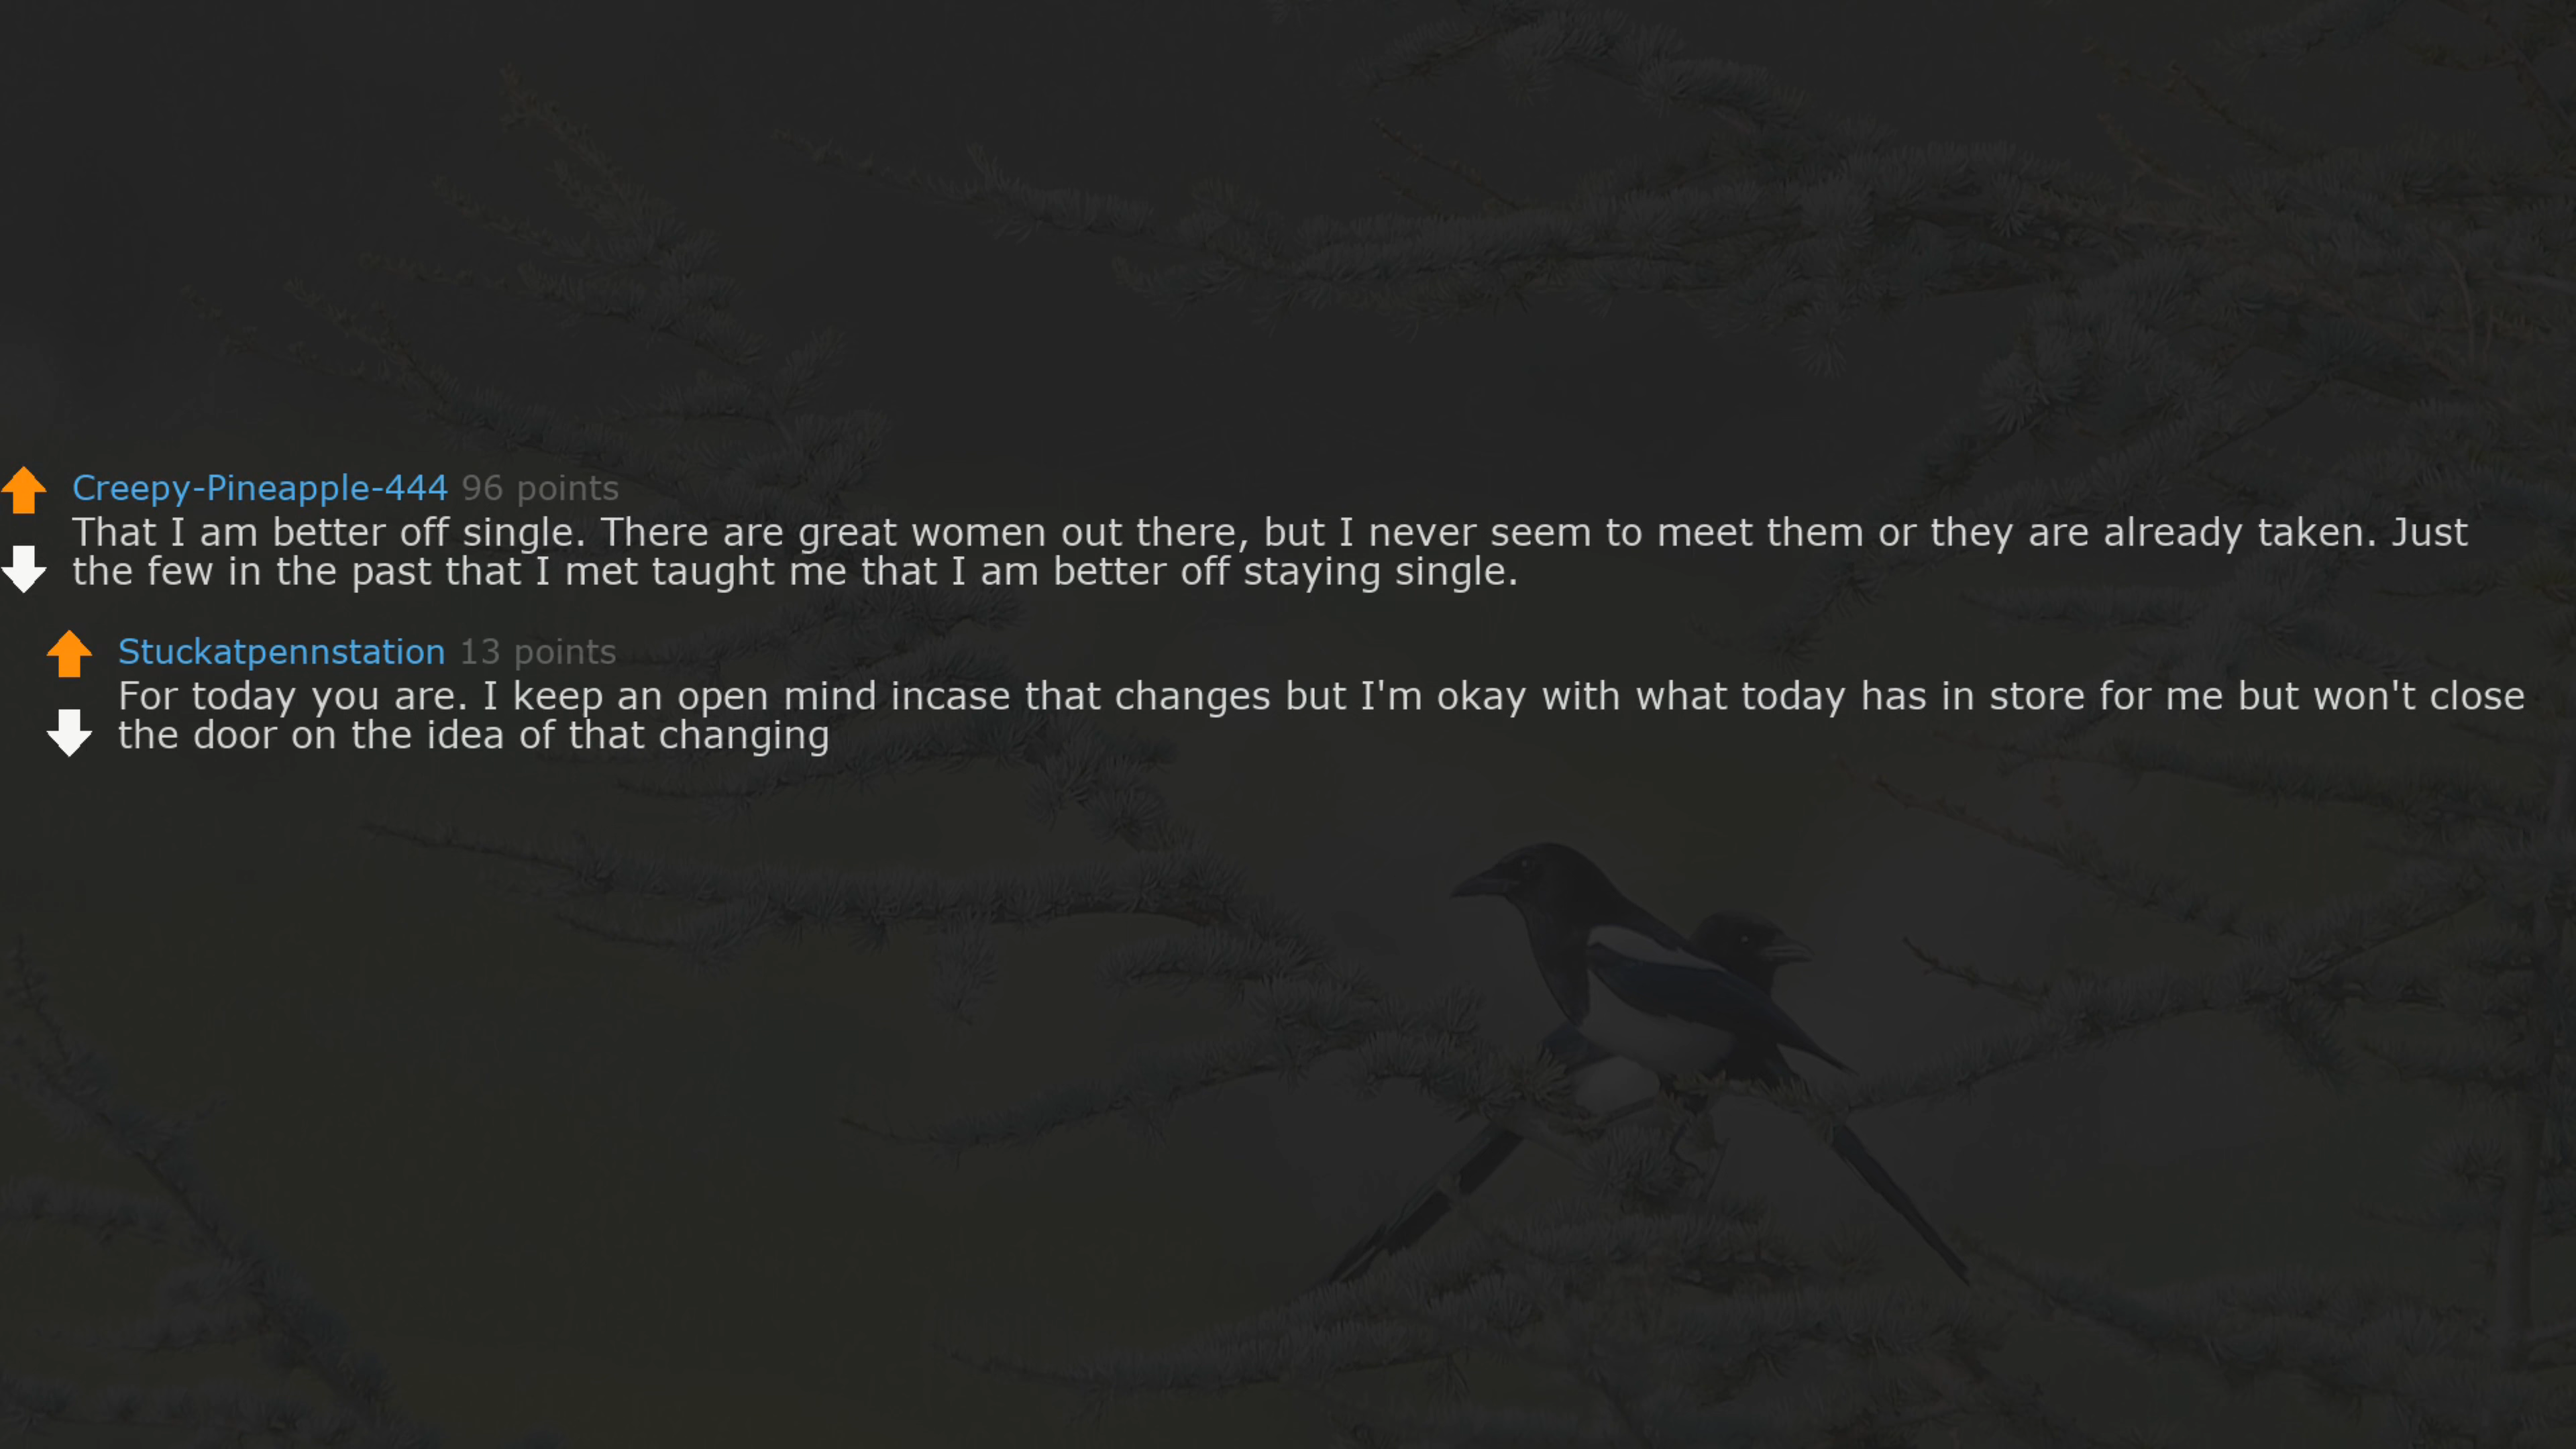 Creepy-Pineapple-444 96 points
That I am better off single. There are great women out there, but I never seem to meet them or they are already taken. Just
the few in the past that I met taught me that I am better off staying single.
Stuckatpennstation 13 points
For today you are. I keep an open mind incase that changes but I'm okay with what today has in store for me but won't close
the door on the idea of that changing